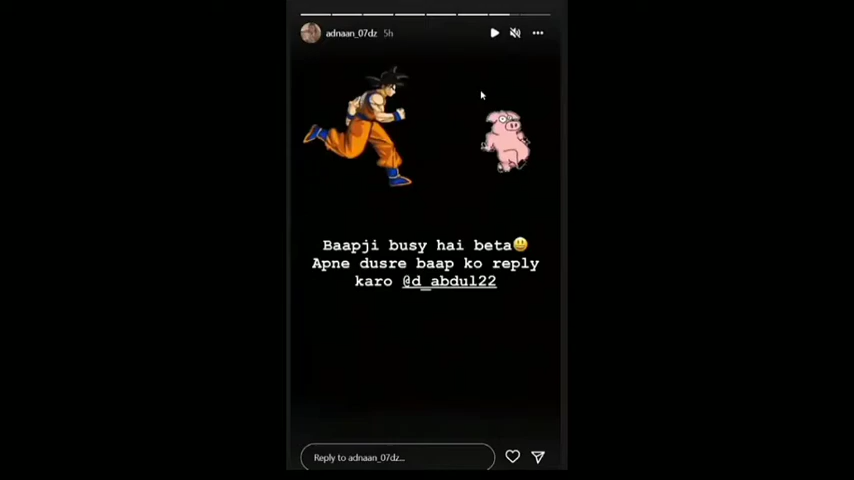 adnaan_07dz 5h
Baapji busy hai beta😃
Apne dusre baap ko reply
karo @d_abdul22
Reply to adnaan_07dz...